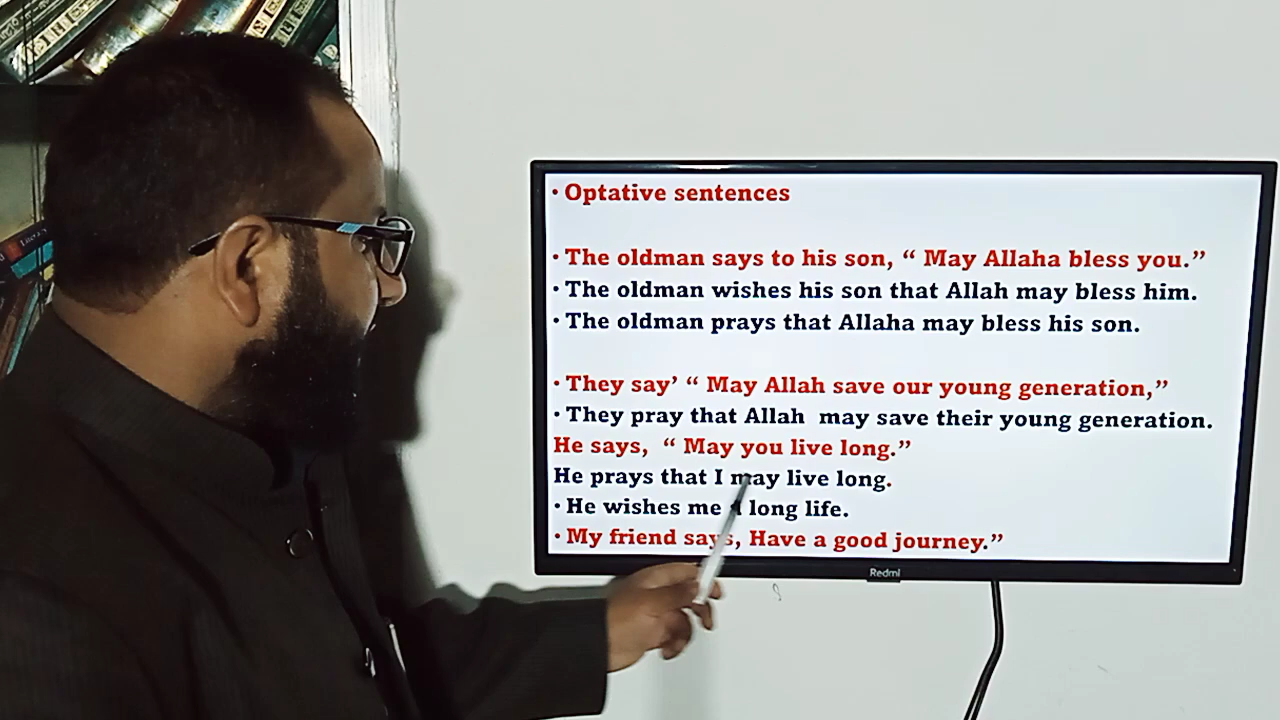 • Optative sentences
• The oldman says to his son, “ May Allaha bless you.”
• The oldman wishes his son that Allah may bless him.
• The oldman prays that Allaha may bless his son.
• They say’ “ May Allah save our young generation,”
• They pray that Allah may save their young generation.
He says, “ May you live long.”
He prays that I may live long.
• He wishes me a long life.
• My friend says, Have a good journey.”
Redmi